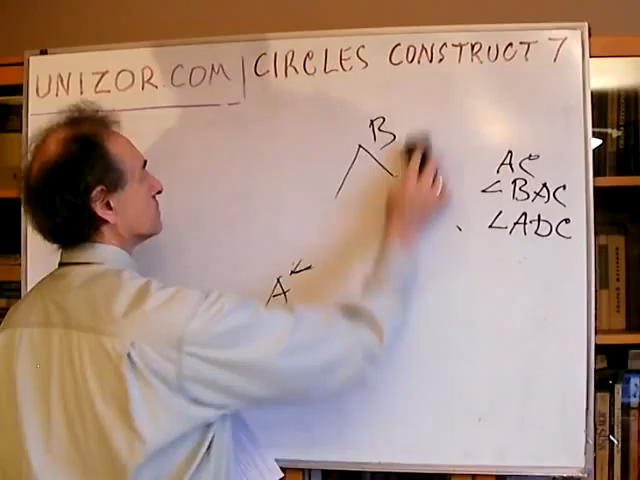 UNIZOR.COM | CIRCLES CONSTRUCT 7
B
AC
∠BAC
∠ADC
A